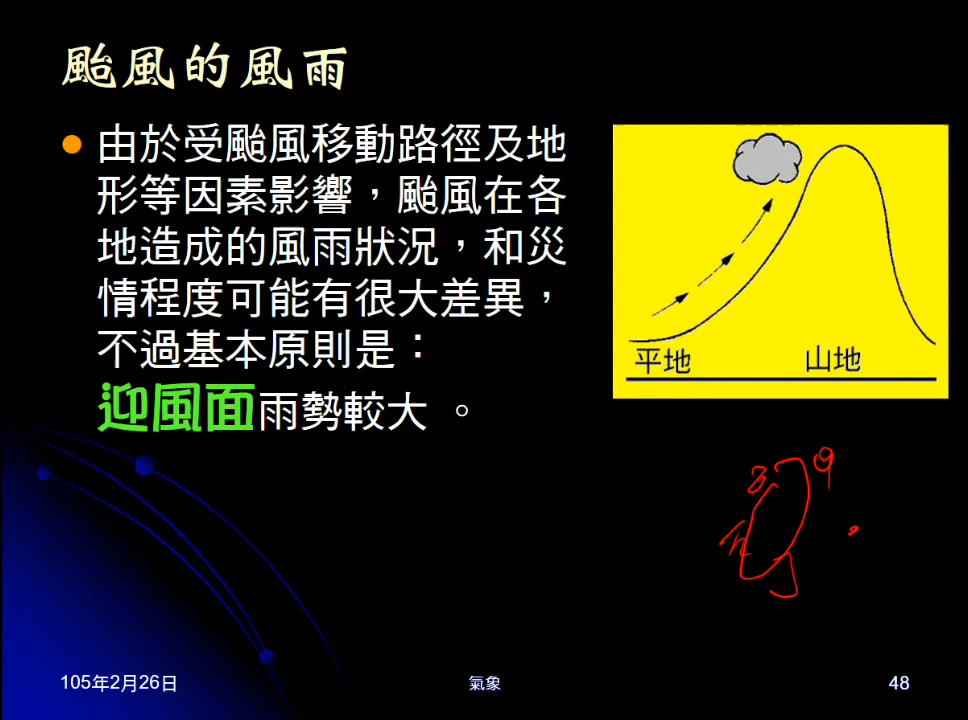 颱風的風雨
由於受颱風移動路徑及地
形等因素影響，颱風在各
地造成的風雨狀況，和災
情程度可能有很大差異，
不過基本原則是：
迎風面雨勢較大 。
平地
山地
3
9
105年2月26日
氣象
48